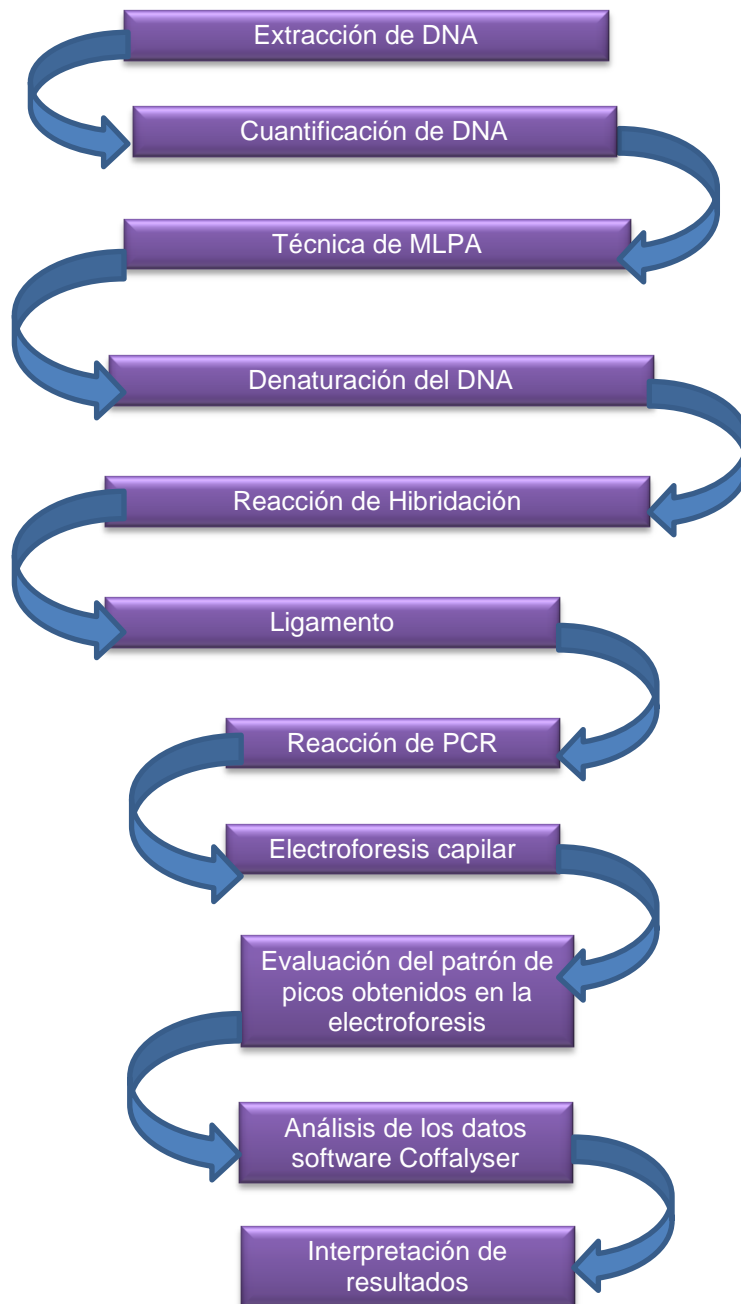 Extracción de DNA
Cuantificación de DNA
Técnica de MLPA
Denaturación del DNA
Reacción de Hibridación
Ligamento
Reacción de PCR
Electroforesis capilar
Evaluación del patrón de
picos obtenidos en la
electroforesis
Análisis de los datos
software Coffalyser
Interpretación de
resultados